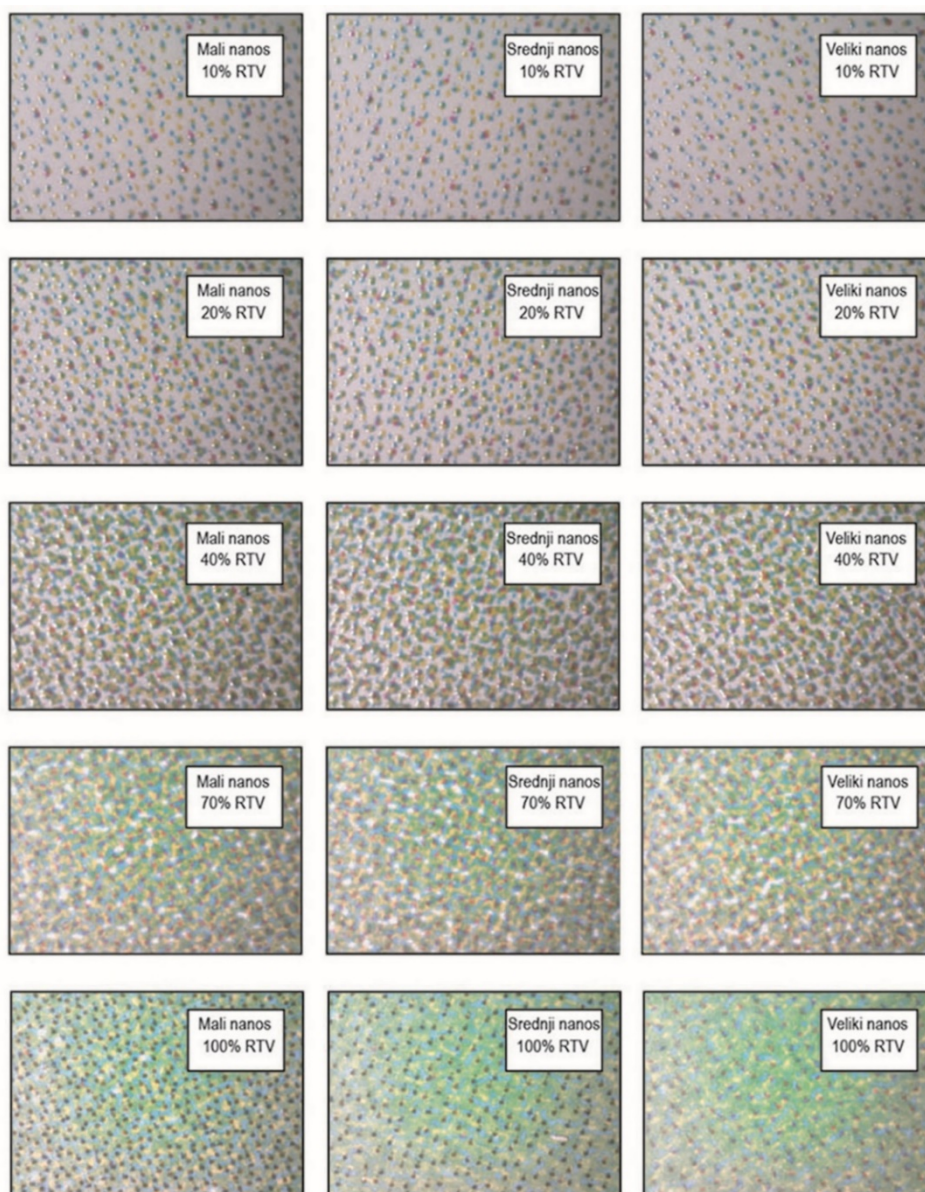 Mali nanos
10% RTV
Srednji nanos
10% RTV
Veliki nanos
10% RTV
Mali nanos
20% RTV
Srednji nanos
20% RTV
Veliki nanos
20% RTV
Mali nanos
40% RTV
Srednji nanos
40% RTV
Veliki nanos
40% RTV
Mali nanos
70% RTV
Srednji nanos
70% RTV
Veliki nanos
70% RTV
Mali nanos
100% RTV
Srednji nanos
100% RTV
Veliki nanos
100% RTV